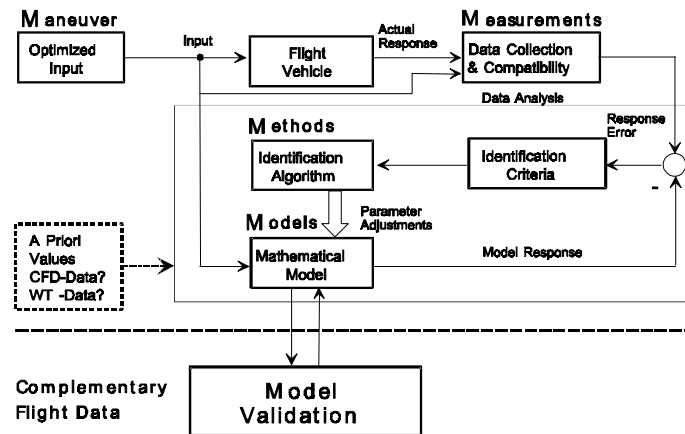 Maneuver
Optimized
Input
Input
Flight
Vehicle
Actual
Response
Measurements
Data Collection
& Compatibility
Data Analysis
Response
Error
Methods
Identification
Algorithm
Identification
Criteria
-
Parameter
Adjustments
Models
Mathematical
Model
Model Response
A Priori
Values
CFD-Data?
WT -Data?
Complementary
Flight Data
Model
Validation